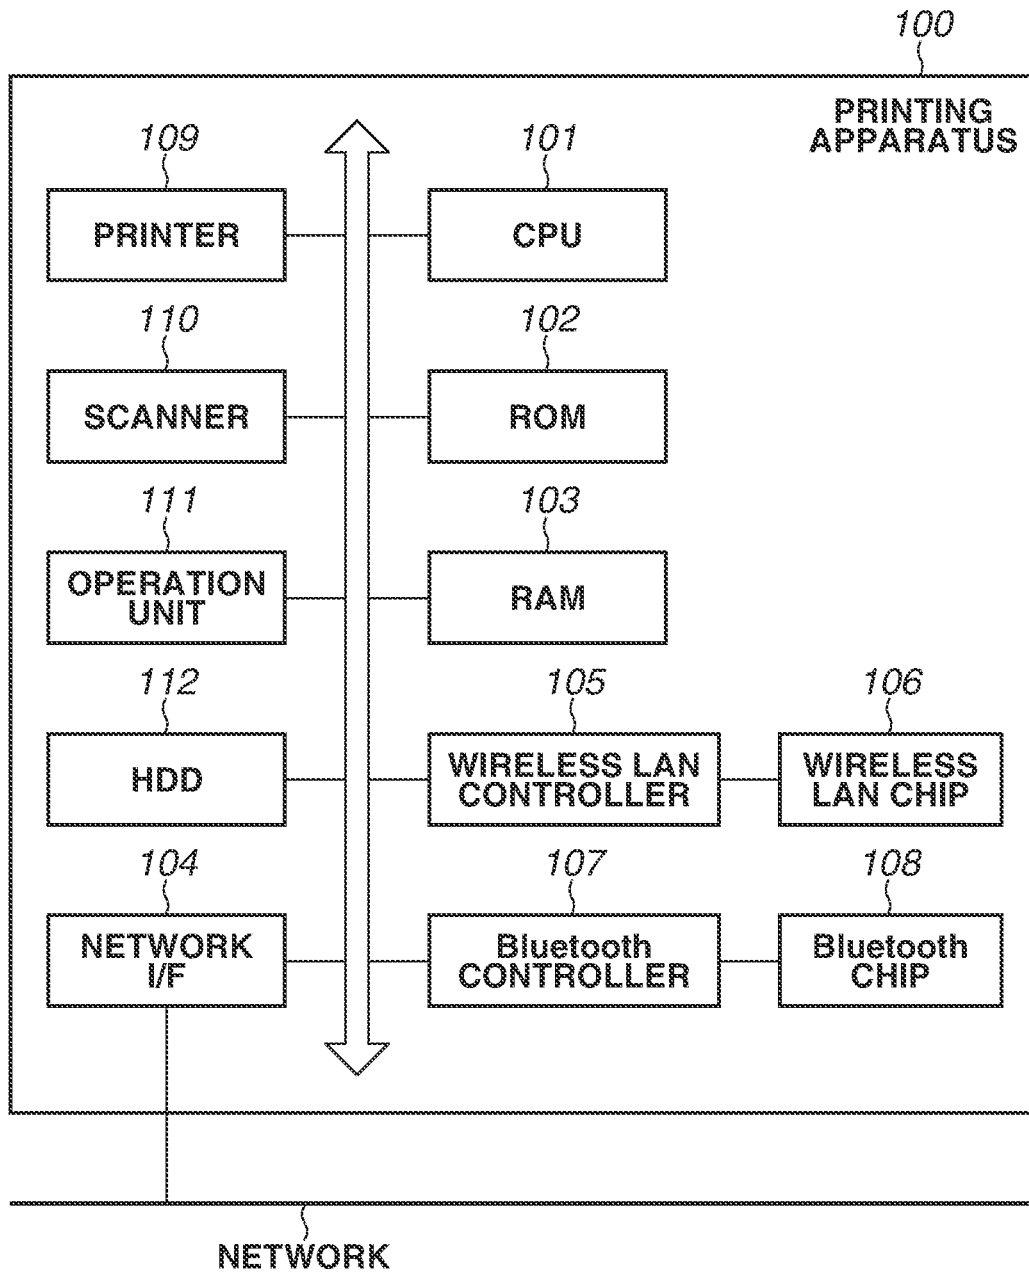 100
PRINTING
APPARATUS
109
101
PRINTER
CPU
110
102
SCANNER
ROM
111
103
OPERATION
UNIT
RAM
112
105
106
HDD
WIRELESS LAN
CONTROLLER
WIRELESS
LAN CHIP
104
107
108
NETWORK
I/F
Bluetooth
CONTROLLER
Bluetooth
CHIP
NETWORK